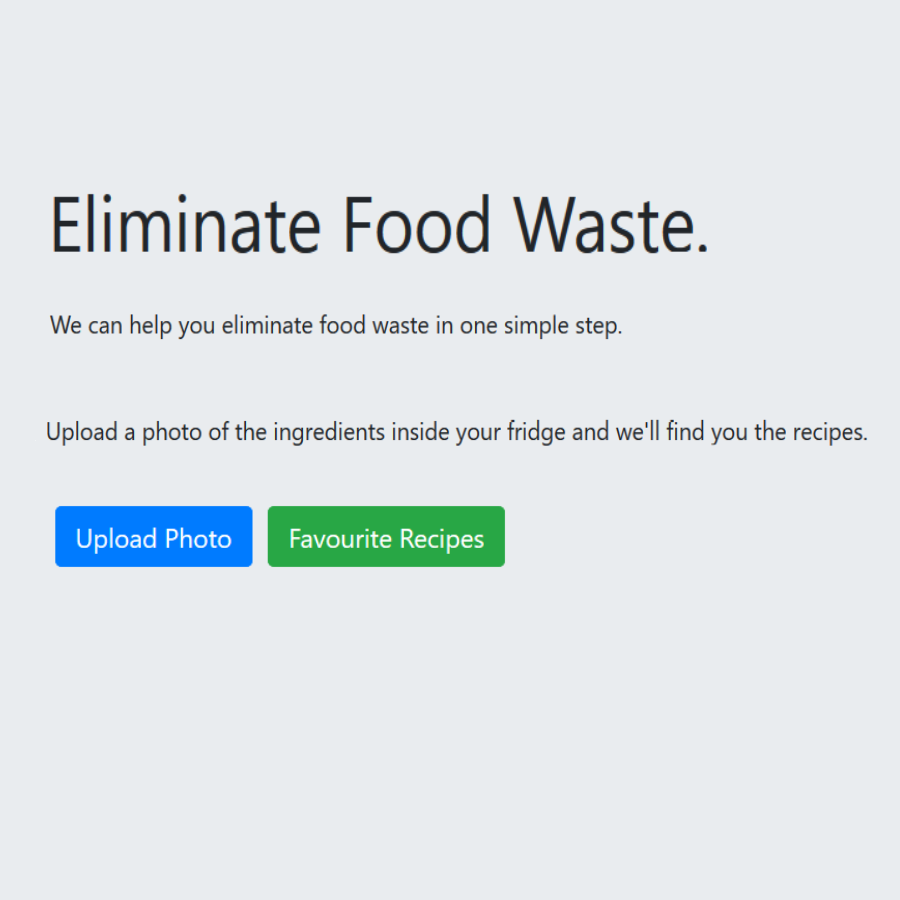 Eliminate Food Waste.
We can help you eliminate food waste in one simple step.
Upload a photo of the ingredients inside your fridge and we'll find you the recipes.
Upload Photo
Favourite Recipes